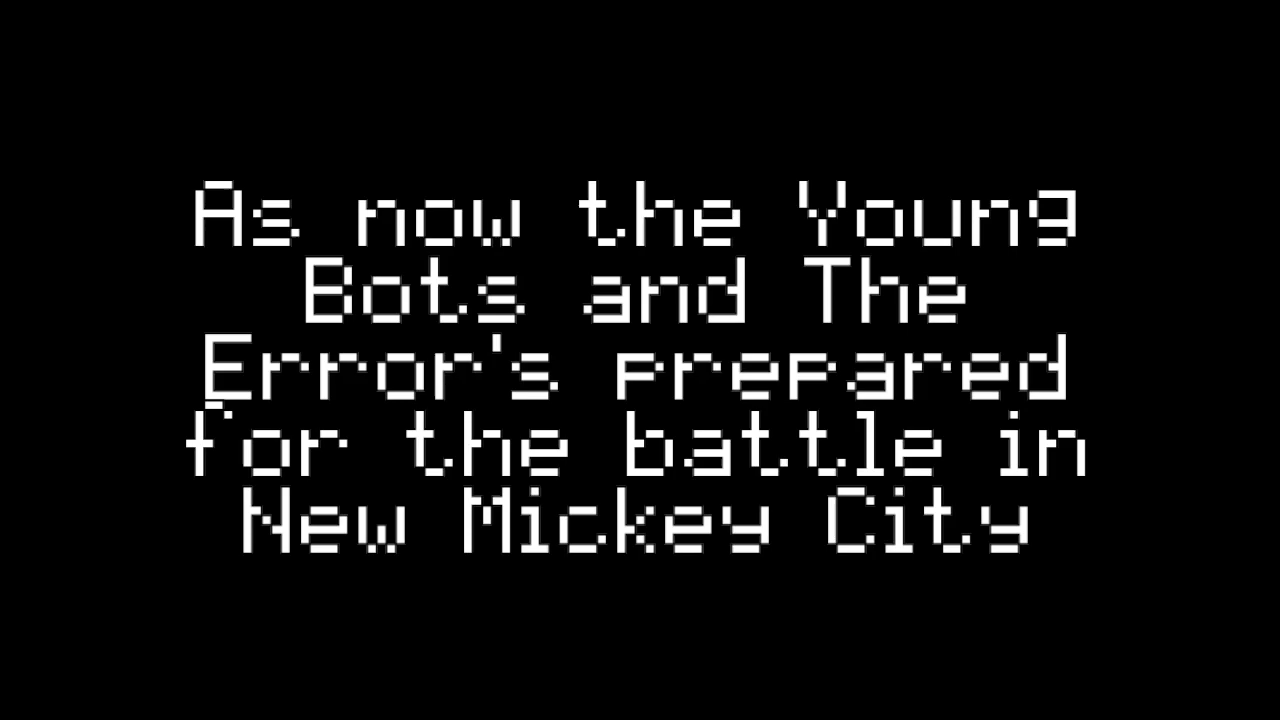 As now the Young
Bots and The
Error's prepared
for the battle in
New Mickey City